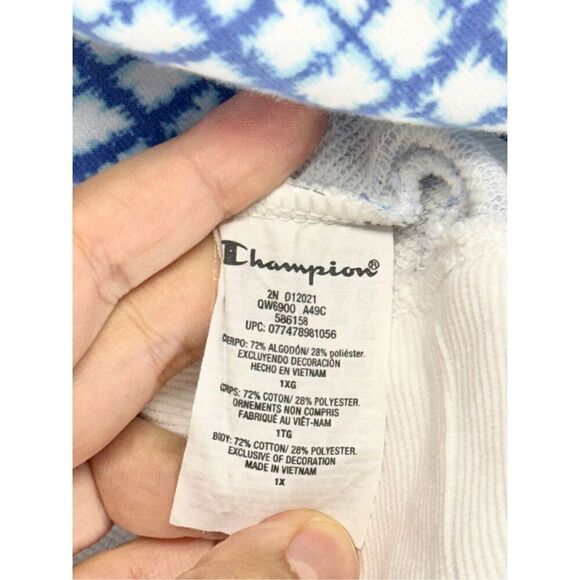 Champion®
2N 012021
QW6900 A49C
586158
UPC: 077478981056
CERPO: 72% ALGODÓN/ 28% poliéster.
EXCLUYENDO DECORACIÓN
HECHO EN VIETNAM
1XG
CORPS: 72% COTON/ 28% POLYESTER.
ORNEMENTS NON COMPRIS
FABRIQUÉ AU VIÊT-NAM
1TG
BODY: 72% COTTON/ 28% POLYESTER.
EXCLUSIVE OF DECORATION
MADE IN VIETNAM
1X